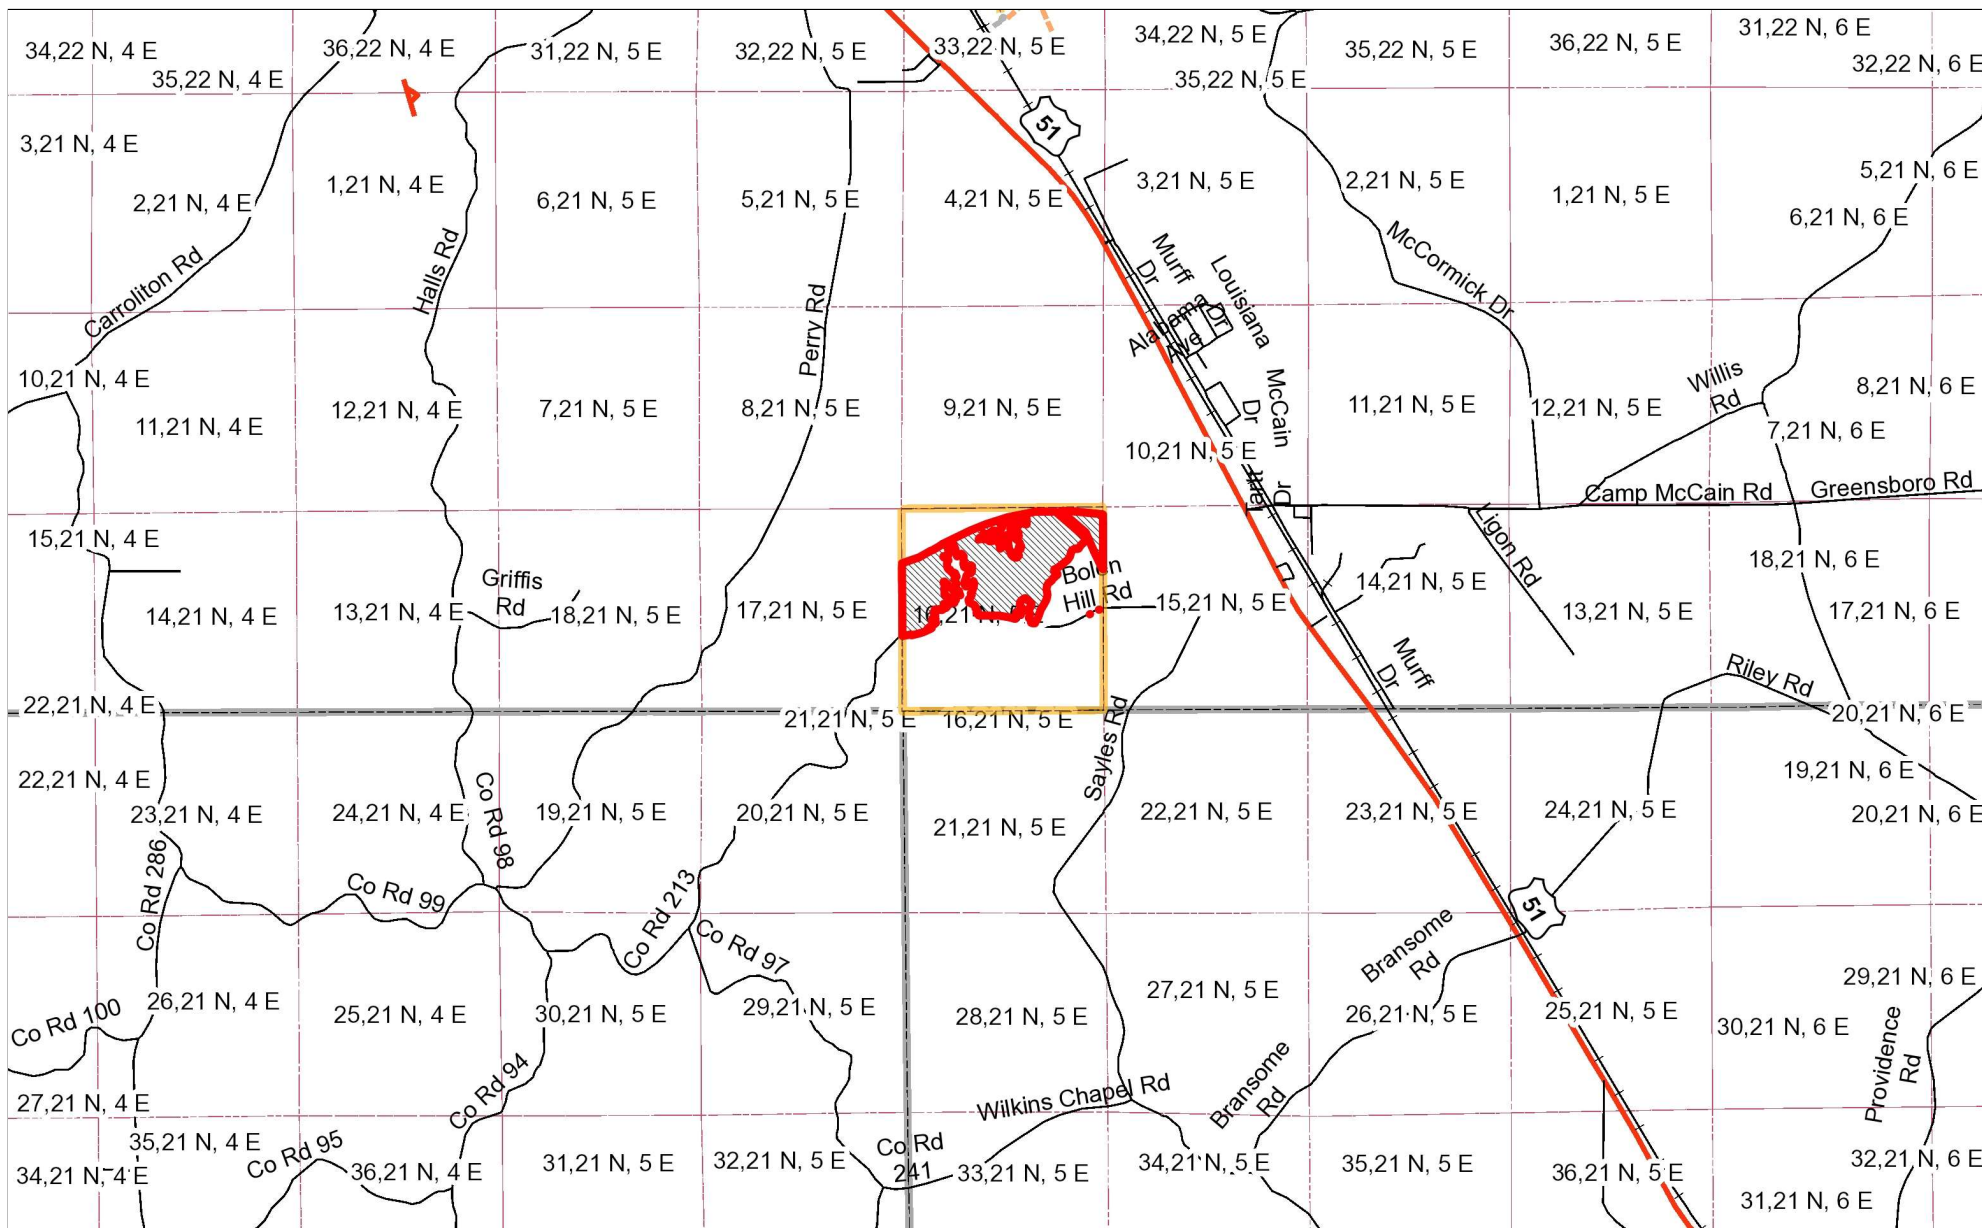 34,22 N, 4 E
36,22 N, 4 E
31,22 N, 5 E
32,22 N, 5 E
33,22 N, 5 E
34,22 N, 5 E
35,22 N, 5 E
36,22 N, 5 E
31,22 N, 6 E
35,22 N, 4 E
35,22 N, 5 E
32,22 N, 6 E
51
3,21 N, 4 E
2,21 N, 4 E
1,21 N, 4 E
6,21 N, 5 E
5,21 N, 5 E
4,21 N, 5 E
3,21 N, 5 E
2,21 N, 5 E
1,21 N, 5 E
5,21 N, 6 E
6,21 N, 6 E
Carroliton Rd
Halls Rd
Perry Rd
Murff
Dr
Louisiana
Dr
Alabama
Ave
McCormick Dr
10,21 N, 4 E
11,21 N, 4 E
12,21 N, 4 E
7,21 N, 5 E
8,21 N, 5 E
9,21 N, 5 E
10,21 N, 5 E
McCain
Dr
11,21 N, 5 E
12,21 N, 5 E
Willis
Rd
8,21 N, 6 E
7,21 N, 6 E
Dr
Camp McCain Rd
Greensboro Rd
15,21 N, 4 E
14,21 N, 4 E
13,21 N, 4 E
Griffis
Rd
18,21 N, 5 E
17,21 N, 5 E
16,21 N, 5 E
Bolen
Hill Rd
15,21 N, 5 E
14,21 N, 5 E
Ligon Rd
13,21 N, 5 E
18,21 N, 6 E
17,21 N, 6 E
Murff
Dr
Riley Rd
22,21 N, 4 E
21,21 N, 5 E
16,21 N, 5 E
Sayles Rd
20,21 N, 6 E
22,21 N, 4 E
23,21 N, 4 E
24,21 N, 4 E
Co Rd 98
19,21 N, 5 E
20,21 N, 5 E
21,21 N, 5 E
22,21 N, 5 E
23,21 N, 5 E
24,21 N, 5 E
19,21 N, 6 E
20,21 N, 6 E
Co Rd 286
Co Rd 99
Co Rd 213
Co Rd 97
51
Bransome
Rd
Co Rd 100
26,21 N, 4 E
25,21 N, 4 E
30,21 N, 5 E
29,21 N, 5 E
28,21 N, 5 E
27,21 N, 5 E
26,21 N, 5 E
25,21 N, 5 E
30,21 N, 6 E
29,21 N, 6 E
Co Rd 94
Wilkins Chapel Rd
Bransome
Rd
Providence
Rd
27,21 N, 4 E
35,21 N, 4 E
34,21 N, 4 E
Co Rd 95
36,21 N, 4 E
31,21 N, 5 E
32,21 N, 5 E
Co Rd
241
33,21 N, 5 E
34,21 N, 5 E
35,21 N, 5 E
36,21 N, 5 E
32,21 N, 6 E
31,21 N, 6 E